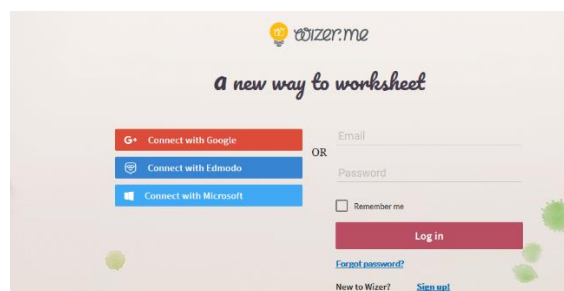 wizer.me
a new way to worksheet
G+ Connect with Google
Connect with Edmodo
Connect with Microsoft
OR
Email
Password
Remember me
Log in
Forgot password?
New to Wizer? Sign up!